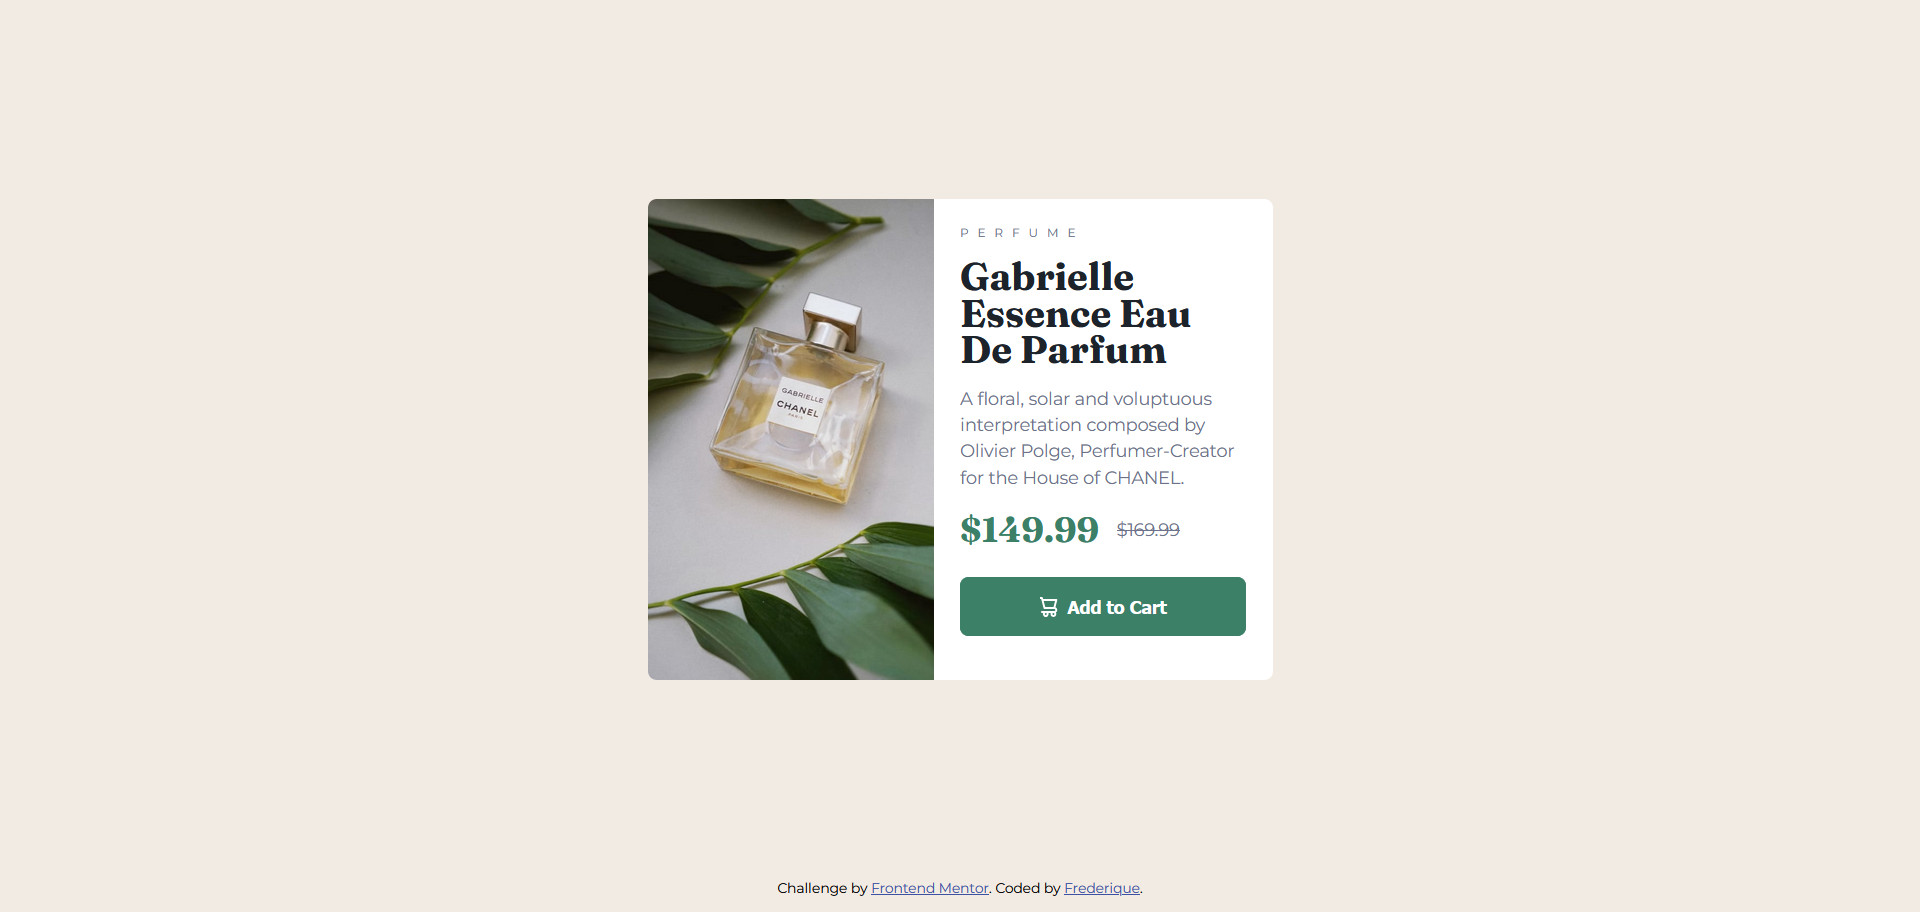 GABRIELLE
CHANEL
PARIS
PERFUME
Gabrielle
Essence Eau
De Parfum
A floral, solar and voluptuous
interpretation composed by
Olivier Polge, Perfumer-Creator
for the House of CHANEL.
$149.99 $169.99
Add to Cart
Challenge by Frontend Mentor. Coded by Frederique.